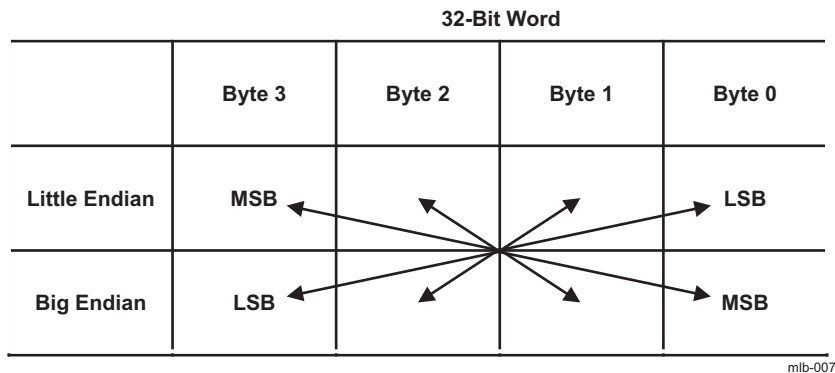 32-Bit Word
Byte 3 Byte 2 Byte 1 Byte 0
Little Endian MSB LSB
Big Endian LSB MSB
mlb-007